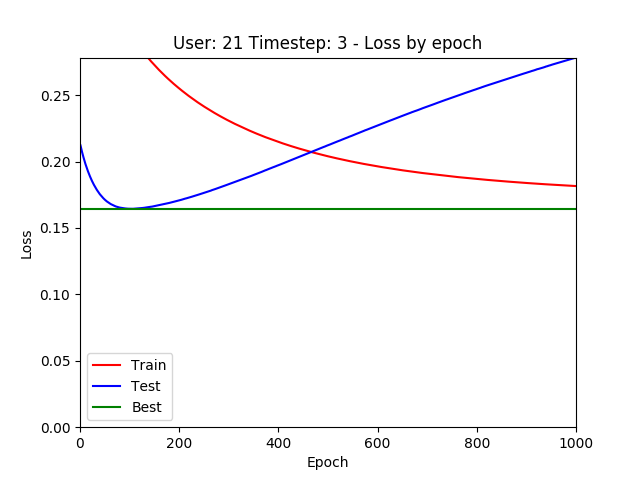 User: 21 Timestep: 3 - Loss by epoch
Loss
0.25
0.20
0.15
0.10
0.05
0.00
Train
Test
Best
0 200 400 600 800 1000
Epoch